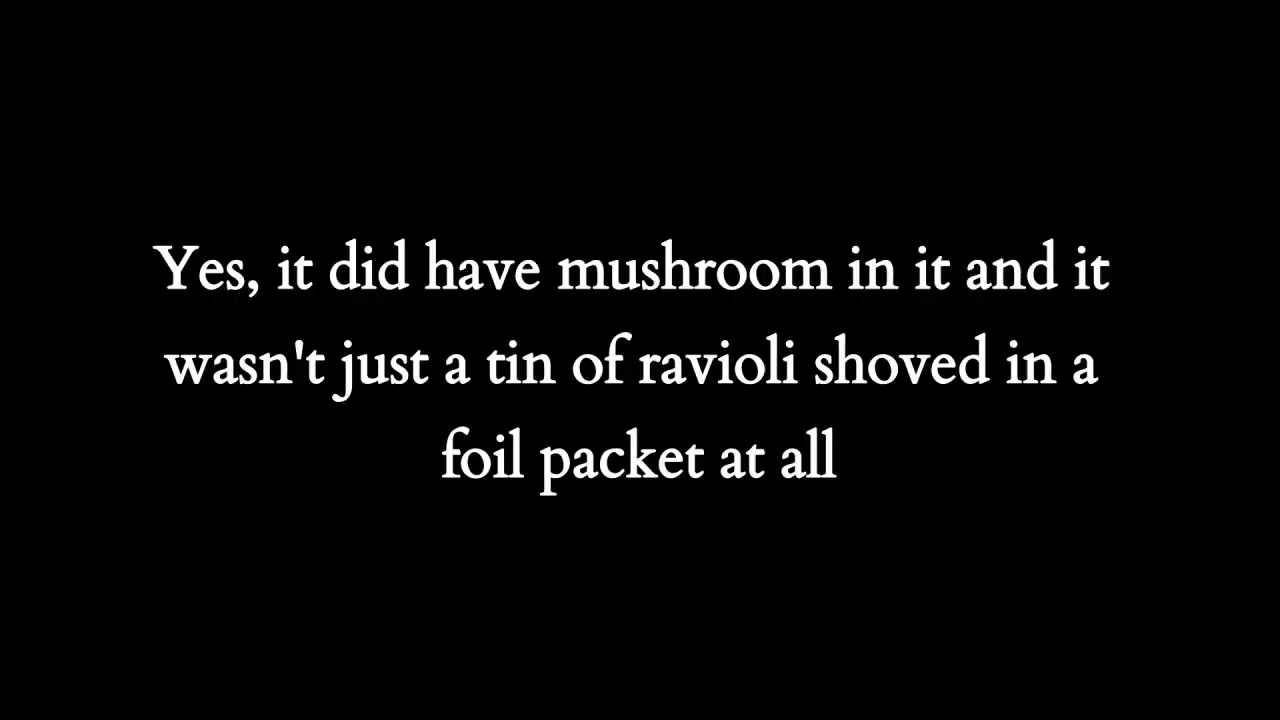 Yes, it did have mushroom in it and it
wasn't just a tin of ravioli shoved in a
foil packet at all